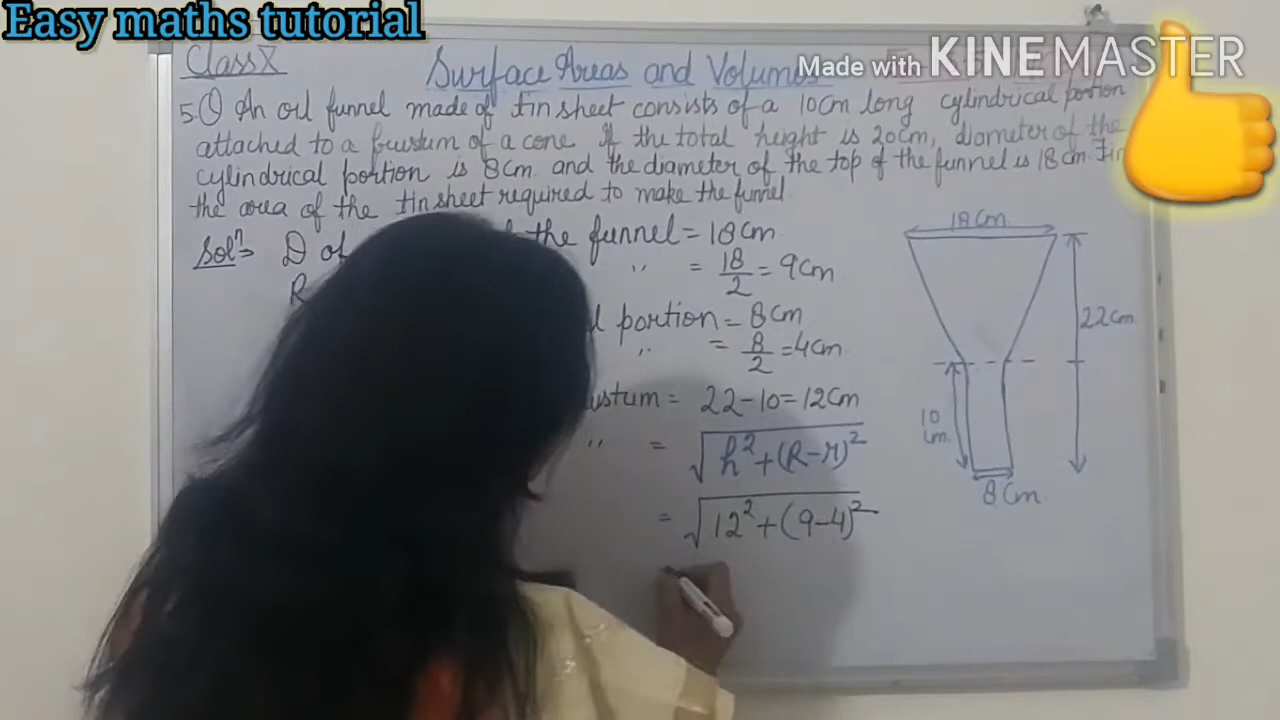 Easy maths tutorial
Made with KINEMASTER
Class X
Surface Areas and Volumes
5.Q An oil funnel made of tin sheet consists of a 10cm long cylindrical portion
attached to a frustum of a cone If the total height is 20cm, diameter of the
cylindrical portion is 8cm and the diameter of the top of the funnel is 18cm. Fin
the area of the tin sheet required to make the funnel
Solⁿ⇒ D of the funnel = 18cm
R " = 18/2 = 9cm
portion = 8cm
" = 8/2 = 4cm
ustum = 22-10=12cm
" = √h²+(R-r)²
= √12²+(9-4)²
18cm
22cm
10
cm
8cm